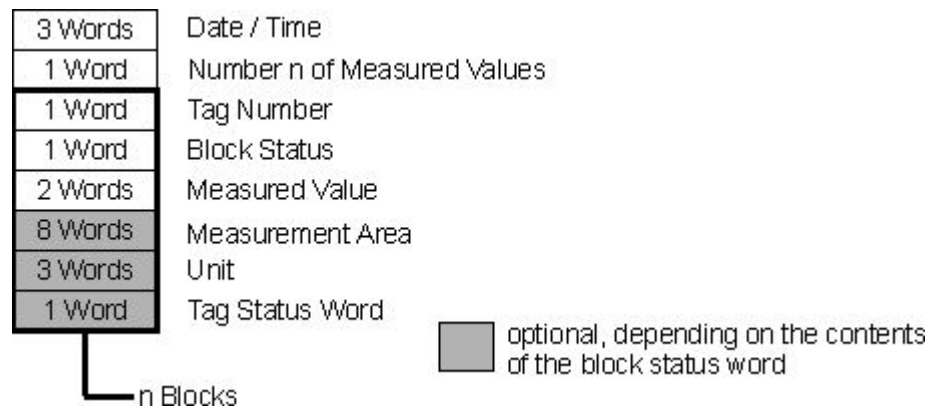 3 Words Date / Time
1 Word Number n of Measured Values
1 Word Tag Number
1 Word Block Status
2 Words Measured Value
8 Words Measurement Area
3 Words Unit
1 Word Tag Status Word
optional, depending on the contents
of the block status word
n Blocks